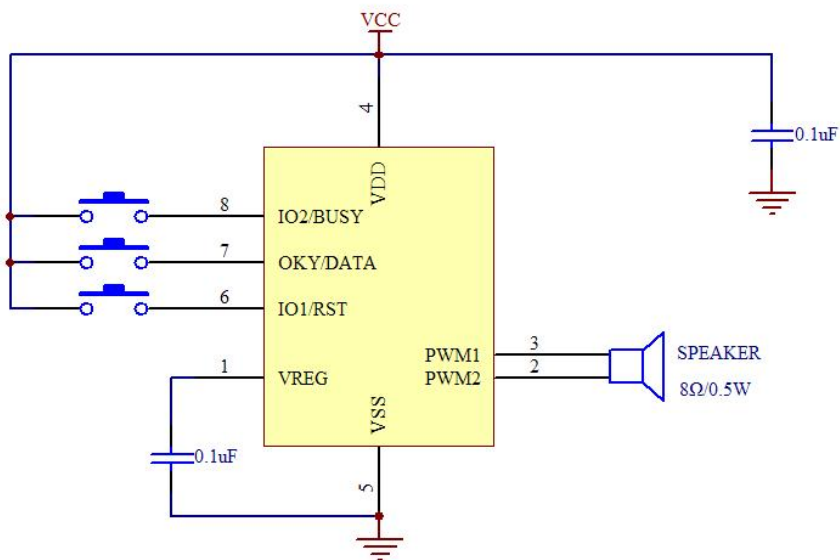 VCC
4
0.1uF
VDD
8
IO2/BUSY
7
OKY/DATA
6
IO1/RST
3
PWM1
SPEAKER
1
VREG
2
PWM2
8Ω/0.5W
VSS
0.1uF
5